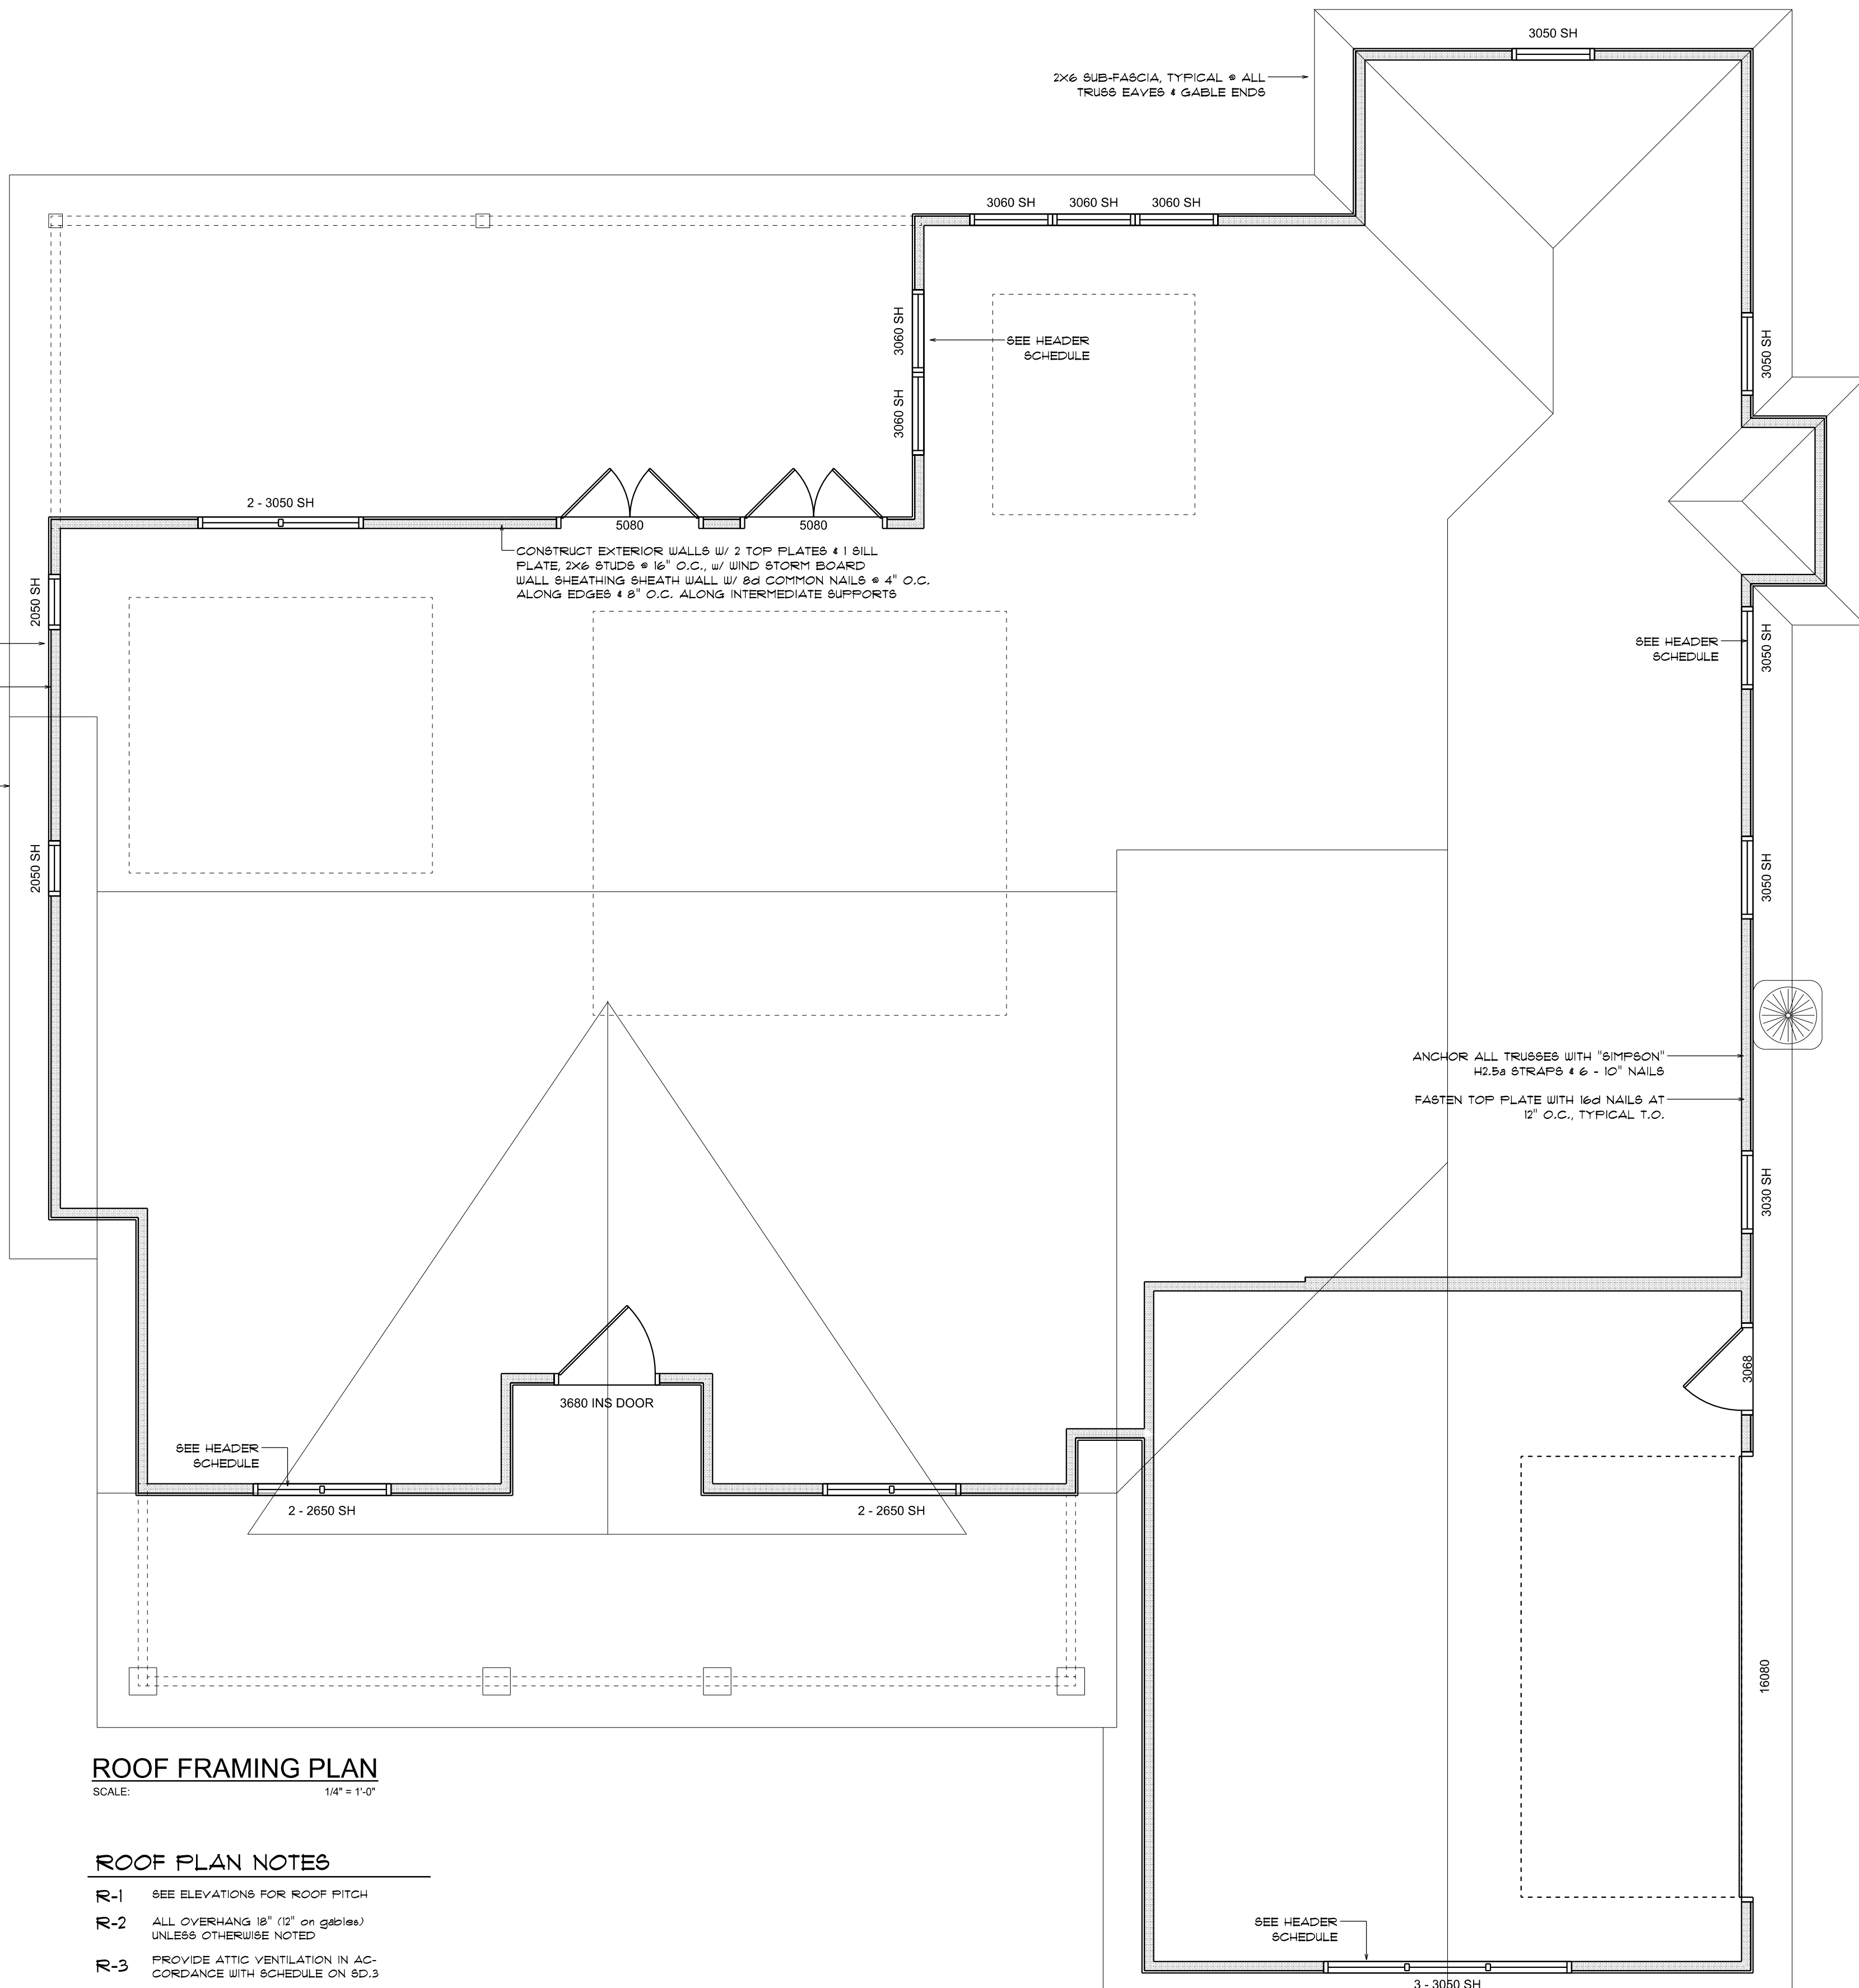 3050 SH
2X6 SUB-FASCIA, TYPICAL @ ALL
TRUSS EAVES & GABLE ENDS
3060 SH
3060 SH
3060 SH
3060 SH
3060 SH
SEE HEADER
SCHEDULE
3050 SH
2 - 3050 SH
5080
5080
CONSTRUCT EXTERIOR WALLS W/ 2 TOP PLATES & 1 SILL
PLATE, 2X6 STUDS @ 16" O.C., w/ WIND STORM BOARD
WALL SHEATHING SHEATH WALL W/ 8d COMMON NAILS @ 4" O.C.
ALONG EDGES & 8" O.C. ALONG INTERMEDIATE SUPPORTS
2050 SH
SEE HEADER
SCHEDULE
3050 SH
2050 SH
3050 SH
ANCHOR ALL TRUSSES WITH "SIMPSON"
H2.5a STRAPS & 6 - 10" NAILS
FASTEN TOP PLATE WITH 16d NAILS AT
12" O.C., TYPICAL T.O.
3030 SH
3068
3680 INS DOOR
SEE HEADER
SCHEDULE
2 - 2650 SH
2 - 2650 SH
16080
ROOF FRAMING PLAN
SCALE: 1/4" = 1'-0"
ROOF PLAN NOTES
R-1 SEE ELEVATIONS FOR ROOF PITCH
R-2 ALL OVERHANG 18" (12" on gables)
UNLESS OTHERWISE NOTED
R-3 PROVIDE ATTIC VENTILATION IN AC-
CORDANCE WITH SCHEDULE ON SD.3
SEE HEADER
SCHEDULE
3 - 3050 SH